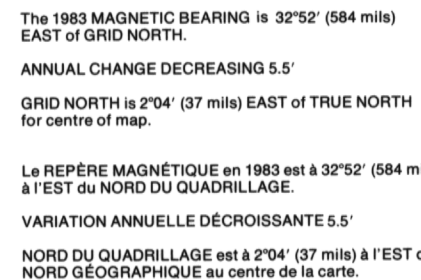 The 1983 MAGNETIC BEARING is 32°52′ (584 mils)
EAST of GRID NORTH.
ANNUAL CHANGE DECREASING 5.5′
GRID NORTH is 2°04′ (37 mils) EAST of TRUE NORTH
for centre of map.
Le REPÈRE MAGNÉTIQUE en 1983 est à 32°52′ (584 m
à l'EST du NORD DU QUADRILLAGE.
VARIATION ANNUELLE DÉCROISSANTE 5.5′
NORD DU QUADRILLAGE est à 2°04′ (37 mils) à l'EST
NORD GÉOGRAPHIQUE au centre de la carte.